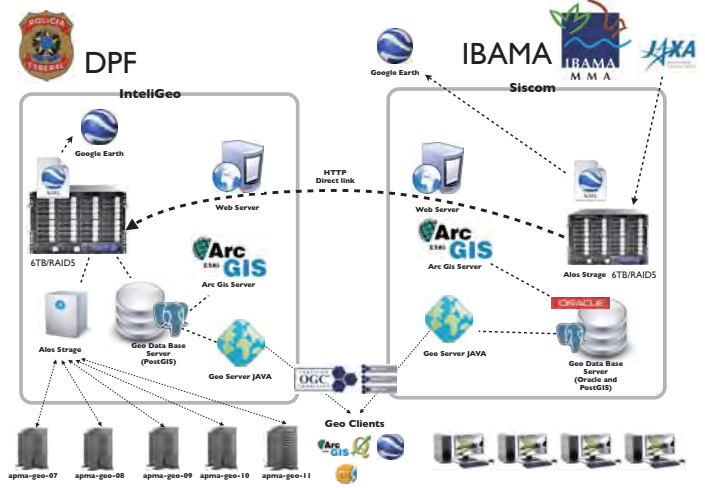 POLICIA
FEDERAL
DPF
IBAMA
IBAMA
MMA
JAXA
Google Earth
InteliGeo
Siscom
Google Earth
KML
Web Server
HTTP
Direct link
Web Server
KML
6TB/RAID5
ESRI
Arc
GIS
Arc Gis Server
ESRI
Arc
GIS
Arc Gis Server
Alos Strage 6TB/RAID5
ORACLE
Alos Strage
Geo Data Base
Server
(PostGIS)
Geo Server JAVA
Geo Server JAVA
Geo Data Base
Server
(Oracle and
PostGIS)
OGC
Geo Clients
Arc
GIS
apma-geo-07
apma-geo-08
apma-geo-09
apma-geo-10
apma-geo-11